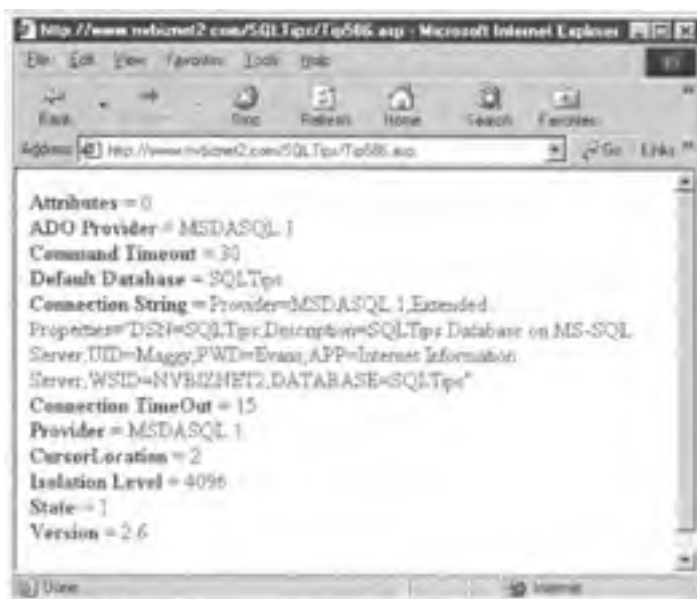 http://www.nvbiznet2.com/SQLTips/Tip586.asp - Microsoft Internet Explorer
File Edit View Favorites Tools Help
Back Stop Refresh Home Search Favorites
Address http://www.nvbiznet2.com/SQLTips/Tip586.asp Go Links
Attributes = 0
ADO Provider = MSDASQL.1
Command Timeout = 30
Default Database = SQLTips
Connection String = Provider=MSDASQL.1;Extended
Properties="DSN=SQLTips;Description=SQLTips Database on MS-SQL
Server;UID=Maggy;PWD=Evans;APP=Internet Information
Server;WSID=NVBIZNET2;DATABASE=SQLTips"
Connection TimeOut = 15
Provider = MSDASQL.1
CursorLocation = 2
Isolation Level = 4096
State = 1
Version = 2.6
Done Internet